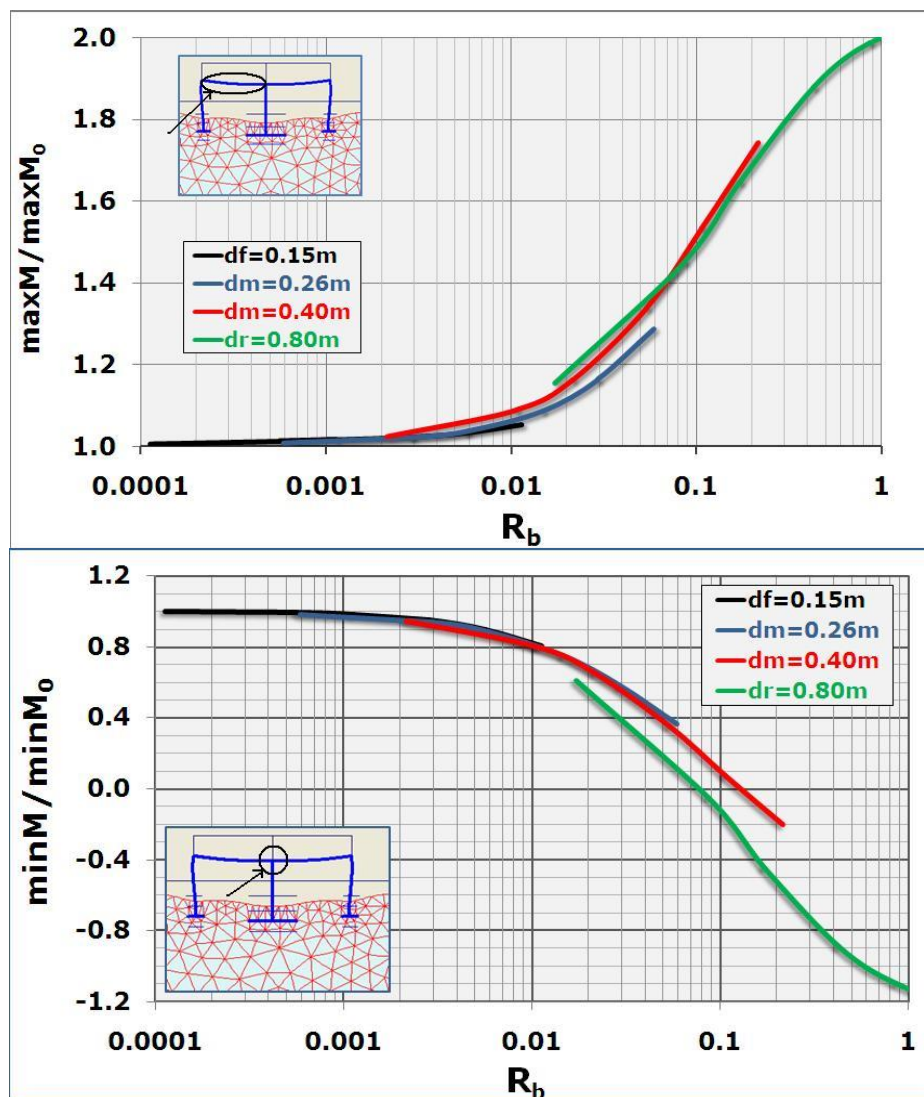 maxM/maxM₀
2.0
1.8
1.6
1.4
1.2
1.0
df=0.15m
dm=0.26m
dm=0.40m
dr=0.80m
0.0001 0.001 0.01 0.1 1
R_b
minM/minM₀
1.2
0.8
0.4
0.0
-0.4
-0.8
-1.2
df=0.15m
dm=0.26m
dm=0.40m
dr=0.80m
0.0001 0.001 0.01 0.1 1
R_b